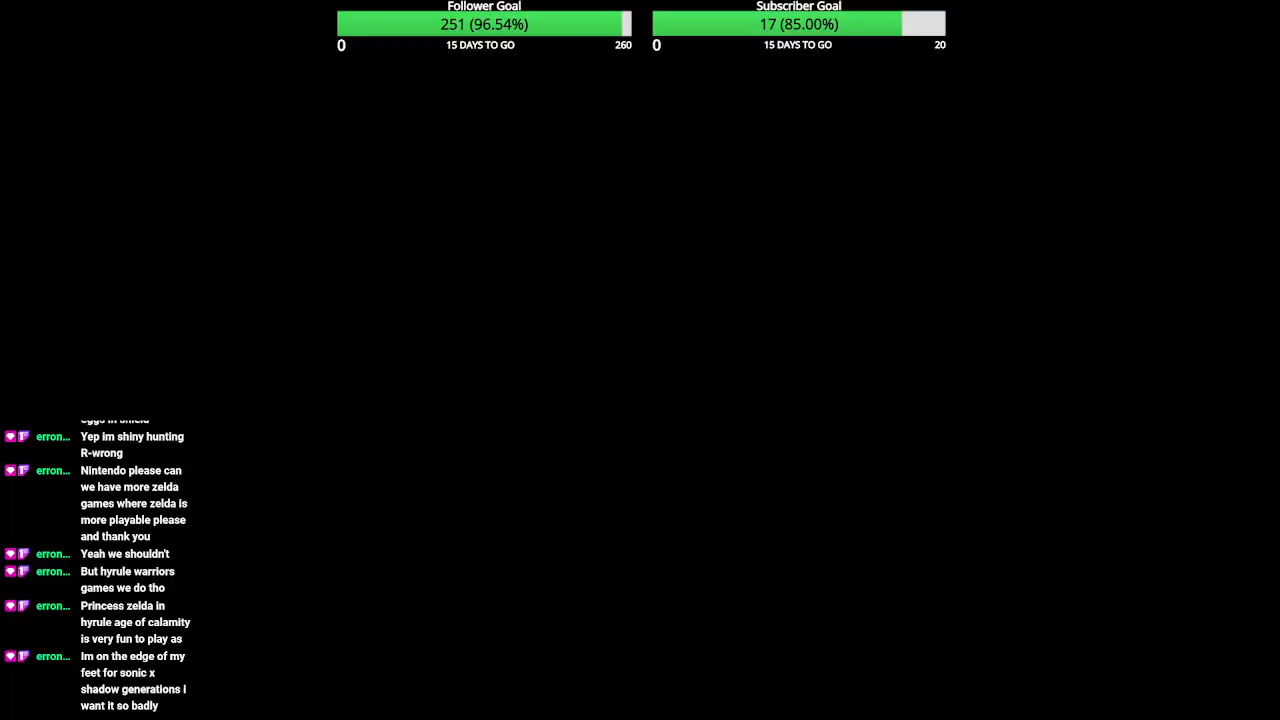 Follower Goal
251 (96.54%)
0
15 DAYS TO GO
260
Subscriber Goal
17 (85.00%)
0
15 DAYS TO GO
20
eggs in shield
erron... Yep im shiny hunting
R-wrong
erron... Nintendo please can
we have more zelda
games where zelda is
more playable please
and thank you
erron... Yeah we shouldn't
erron... But hyrule warriors
games we do tho
erron... Princess zelda in
hyrule age of calamity
is very fun to play as
erron... Im on the edge of my
feet for sonic x
shadow generations i
want it so badly